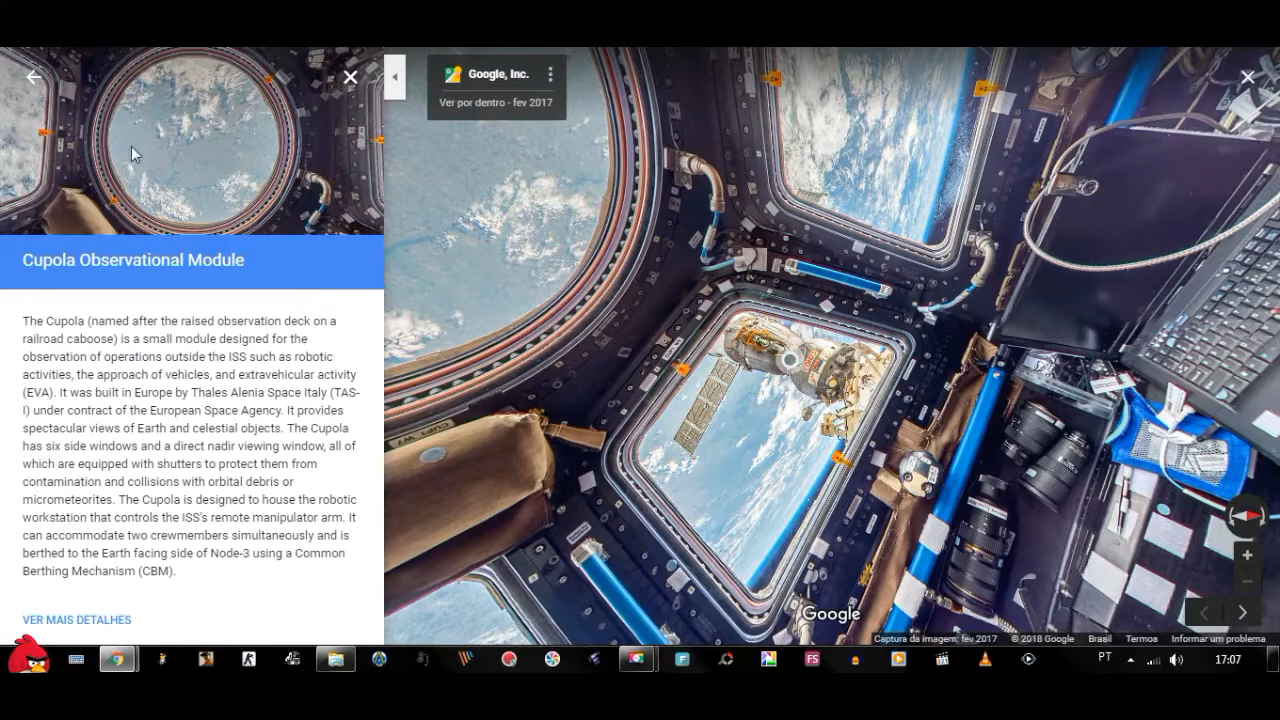 Google, Inc.
Ver por dentro - fev 2017
Cupola Observational Module
The Cupola (named after the raised observation deck on a
railroad caboose) is a small module designed for the
observation of operations outside the ISS such as robotic
activities, the approach of vehicles, and extravehicular activity
(EVA). It was built in Europe by Thales Alenia Space Italy (TAS-
I) under contract of the European Space Agency. It provides
spectacular views of Earth and celestial objects. The Cupola
has six side windows and a direct nadir viewing window, all of
which are equipped with shutters to protect them from
contamination and collisions with orbital debris or
micrometeorites. The Cupola is designed to house the robotic
workstation that controls the ISS's remote manipulator arm. It
can accommodate two crewmembers simultaneously and is
berthed to the Earth facing side of Node-3 using a Common
Berthing Mechanism (CBM).
VER MAIS DETALHES
Google
Captura da imagem: fev 2017 © 2018 Google Brasil Termos Informar um problema
FS
PT
17:07